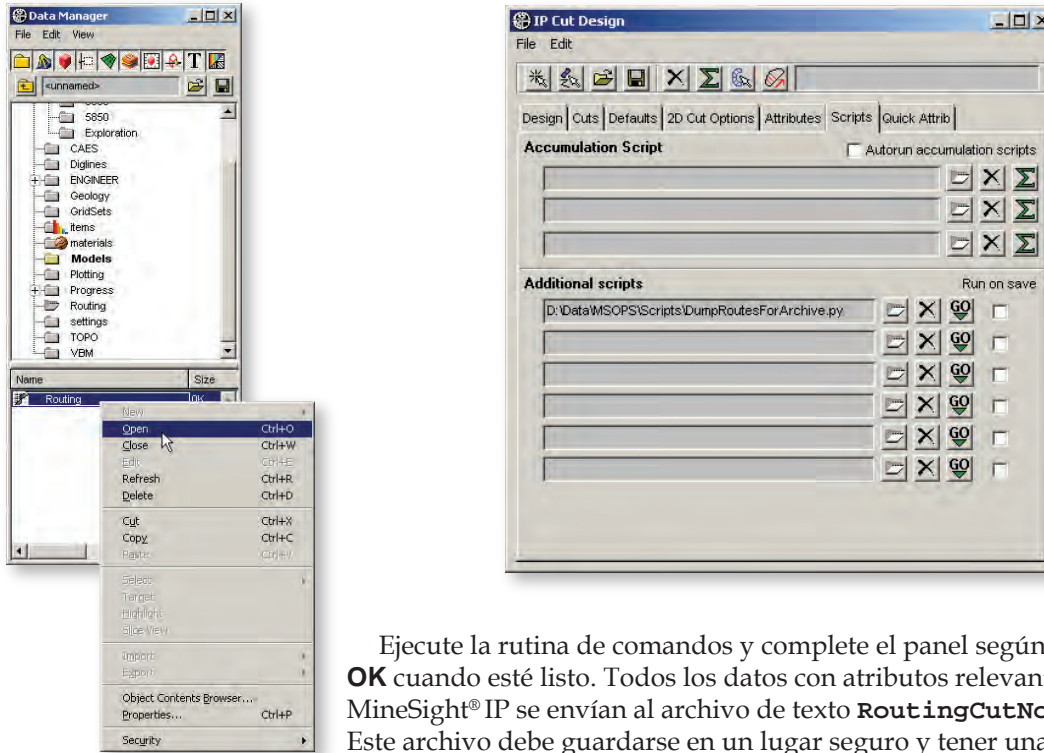 Data Manager
File Edit View
T
<unnamed>
5850
Exploration
CAES
Diglines
ENGINEER
Geology
GridSets
items
materials
Models
Plotting
Progress
Routing
settings
TOPO
VBM
Name Size
Routing 0K
New
Open Ctrl+O
Close Ctrl+W
Edit Ctrl+E
Refresh Ctrl+R
Delete Ctrl+D
Cut Ctrl+X
Copy Ctrl+C
Paste Ctrl+V
Select
Target
Highlight
Slice View
Import
Export
Object Contents Browser...
Properties... Ctrl+P
Security
IP Cut Design
File Edit
Design Cuts Defaults 2D Cut Options Attributes Scripts Quick Attrib
Accumulation Script Autorun accumulation scripts
Additional scripts Run on save
D:\Data\MSOPS\Scripts\DumpRoutesForArchive.py GO
GO
GO
GO
GO
GO
Ejecute la rutina de comandos y complete el panel según
OK cuando esté listo. Todos los datos con atributos relevan
MineSight® IP se envían al archivo de texto RoutingCutNo
Este archivo debe guardarse en un lugar seguro y tener una